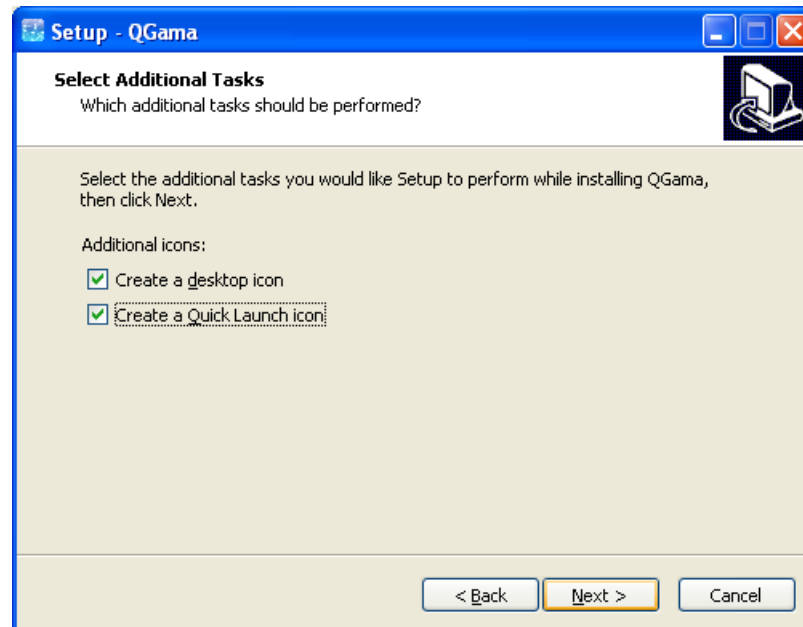 Setup - QGama
Select Additional Tasks
Which additional tasks should be performed?
Select the additional tasks you would like Setup to perform while installing QGama,
then click Next.
Additional icons:
Create a desktop icon
Create a Quick Launch icon
< Back Next > Cancel